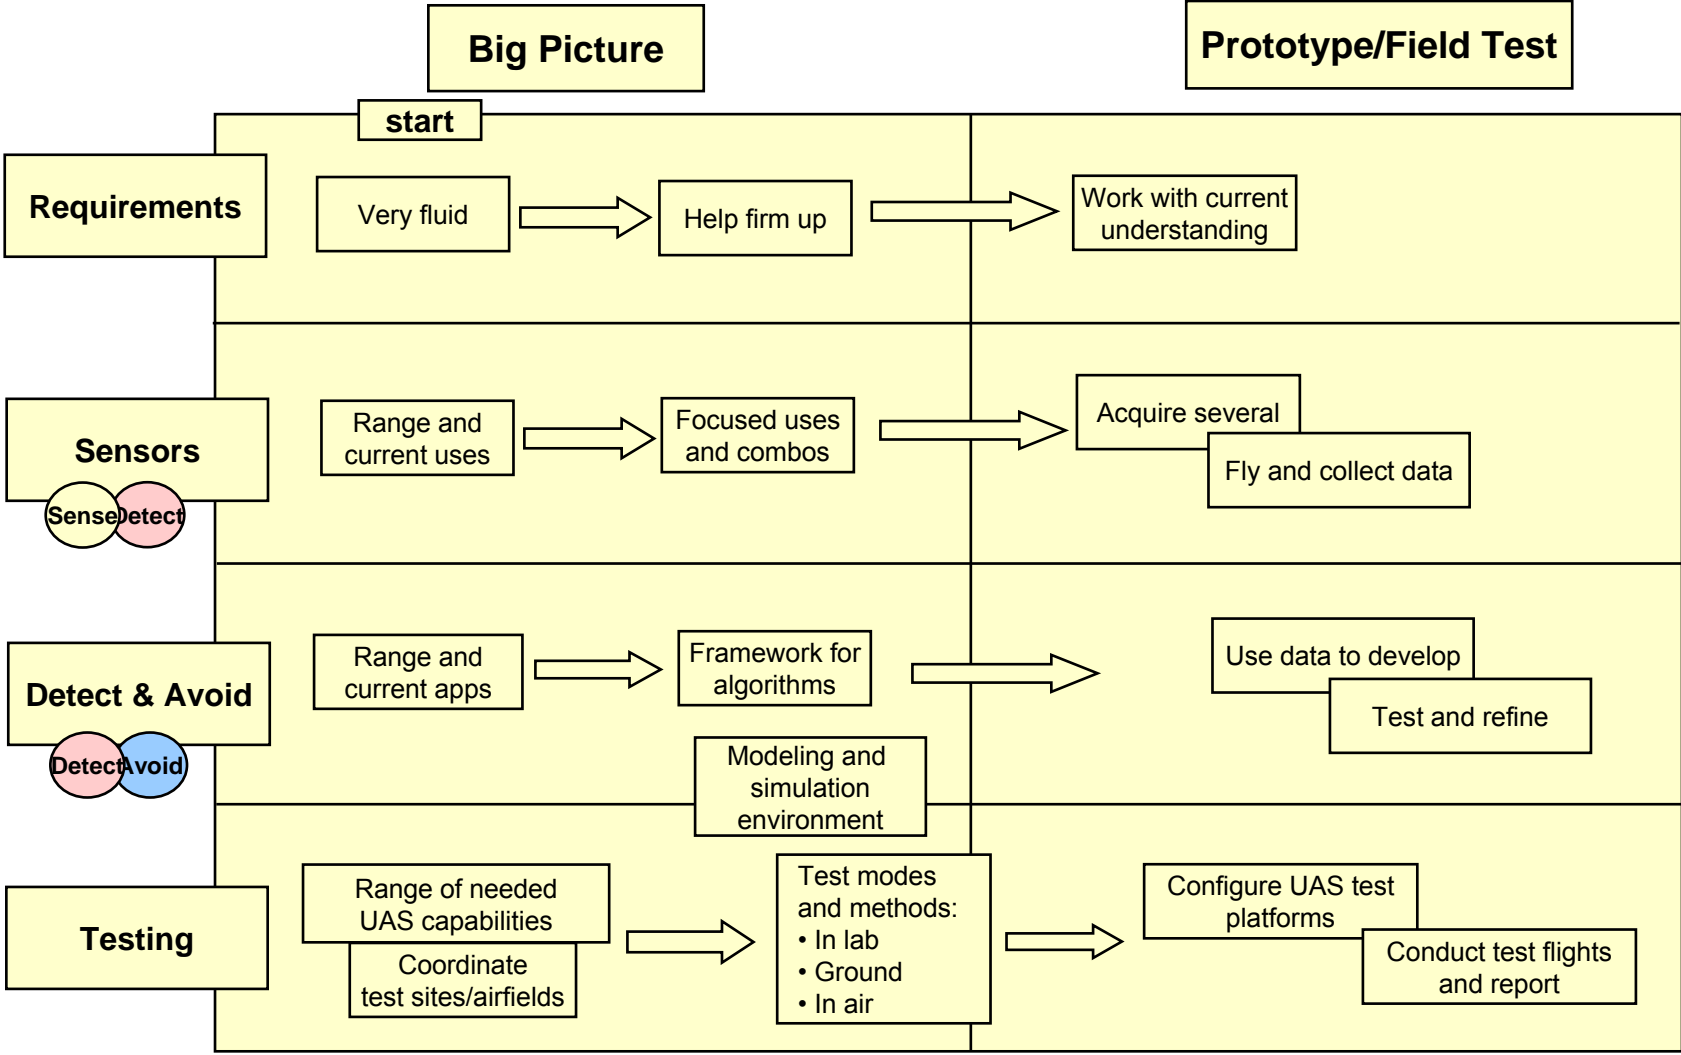 Big Picture
Prototype/Field Test
start
Requirements
Very fluid
Help firm up
Work with current
understanding
Sensors
Sense
Detect
Range and
current uses
Focused uses
and combos
Acquire several
Fly and collect data
Detect & Avoid
Detect
Avoid
Range and
current apps
Framework for
algorithms
Use data to develop
Test and refine
Modeling and
simulation
environment
Testing
Range of needed
UAS capabilities
Coordinate
test sites/airfields
Test modes
and methods:
• In lab
• Ground
• In air
Configure UAS test
platforms
Conduct test flights
and report